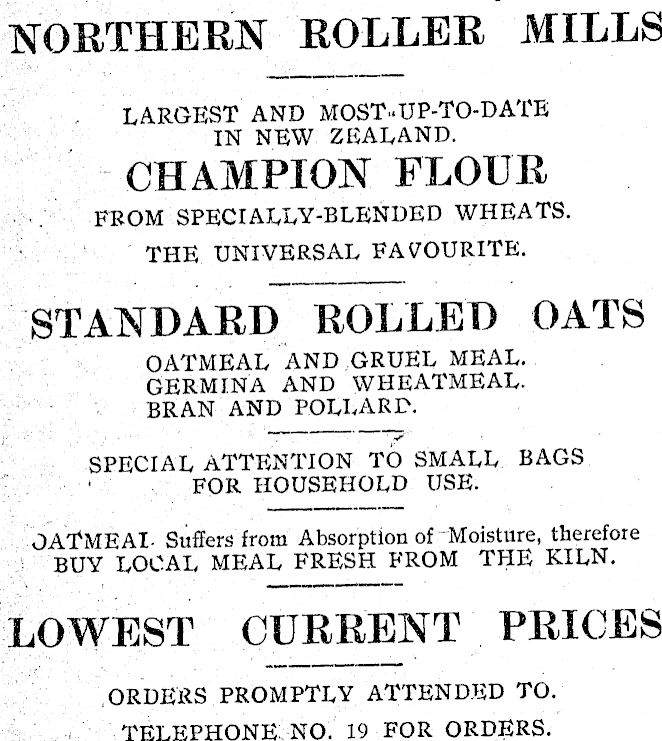 NORTHERN ROLLER MILLS
LARGEST AND MOST-UP-TO-DATE
IN NEW ZEALAND.
CHAMPION FLOUR
FROM SPECIALLY-BLENDED WHEATS.
THE UNIVERSAL FAVOURITE.
STANDARD ROLLED OATS
OATMEAL AND GRUEL MEAL.
GERMINA AND WHEATMEAL.
BRAN AND POLLARD.
SPECIAL ATTENTION TO SMALL BAGS
FOR HOUSEHOLD USE.
OATMEAL Suffers from Absorption of Moisture, therefore
BUY LOCAL MEAL FRESH FROM THE KILN.
LOWEST CURRENT PRICES
ORDERS PROMPTLY ATTENDED TO.
TELEPHONE NO. 19 FOR ORDERS.